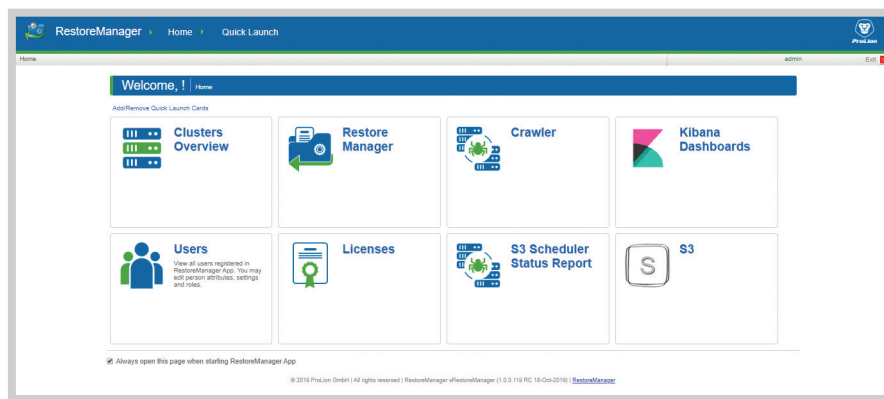 RestoreManager Home Quick Launch
ProLion
Home admin Exit
Welcome, ! Home
Add/Remove Quick Launch Cards
Clusters
Overview
Restore
Manager
Crawler
Kibana
Dashboards
Users
View all users registered in
RestoreManager App. You may
edit person attributes, settings
and roles.
Licenses
S3 Scheduler
Status Report
S
S3
Always open this page when starting RestoreManager App
© 2019 ProLion GmbH | All rights reserved | RestoreManager vRestoreManager (1.0.0.119 RC 18-Oct-2019) | RestoreManager